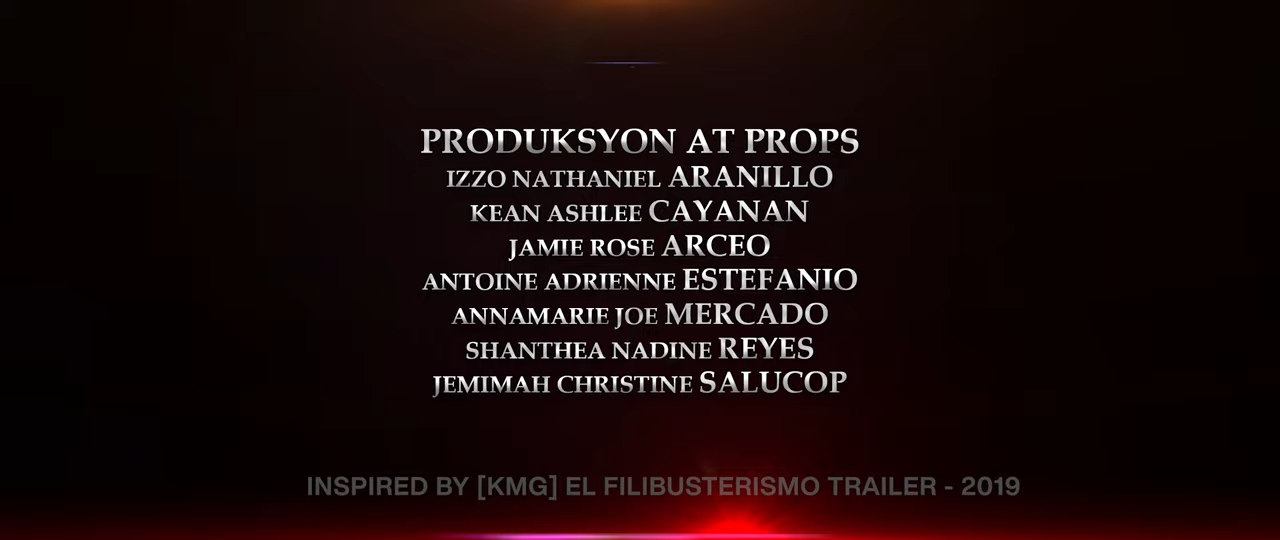 PRODUKSYON AT PROPS
IZZO NATHANIEL ARANILLO
KEAN ASHLEE CAYANAN
JAMIE ROSE ARCEO
ANTOINE ADRIENNE ESTEFANIO
ANNAMARIE JOE MERCADO
SHANTHEA NADINE REYES
JEMIMAH CHRISTINE SALUCOP
INSPIRED BY [KMG] EL FILIBUSTERISMO TRAILER - 2019